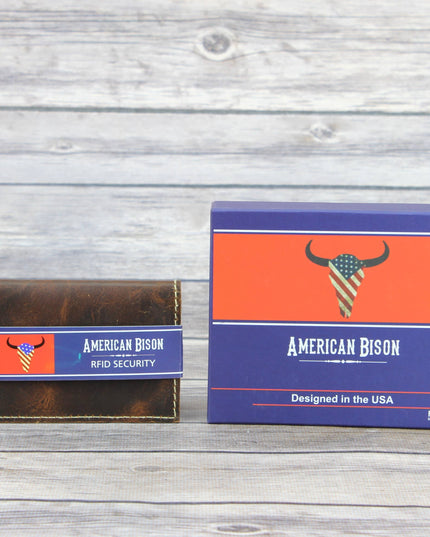 AMERICAN BISON
RFID SECURITY
AMERICAN BISON
Designed in the USA